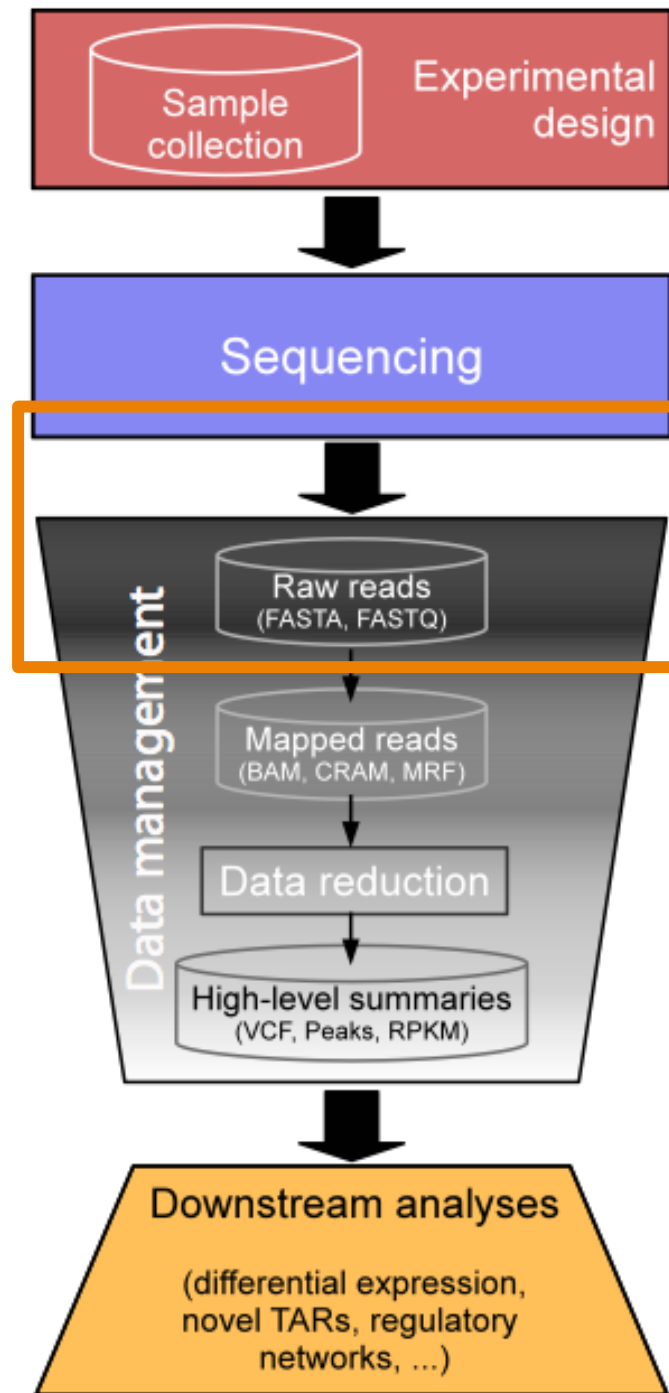 Sample
collection
Experimental
design
Sequencing
Data management
Raw reads
(FASTA, FASTQ)
Mapped reads
(BAM, CRAM, MRF)
Data reduction
High-level summaries
(VCF, Peaks, RPKM)
Downstream analyses
(differential expression,
novel TARs, regulatory
networks, ...)